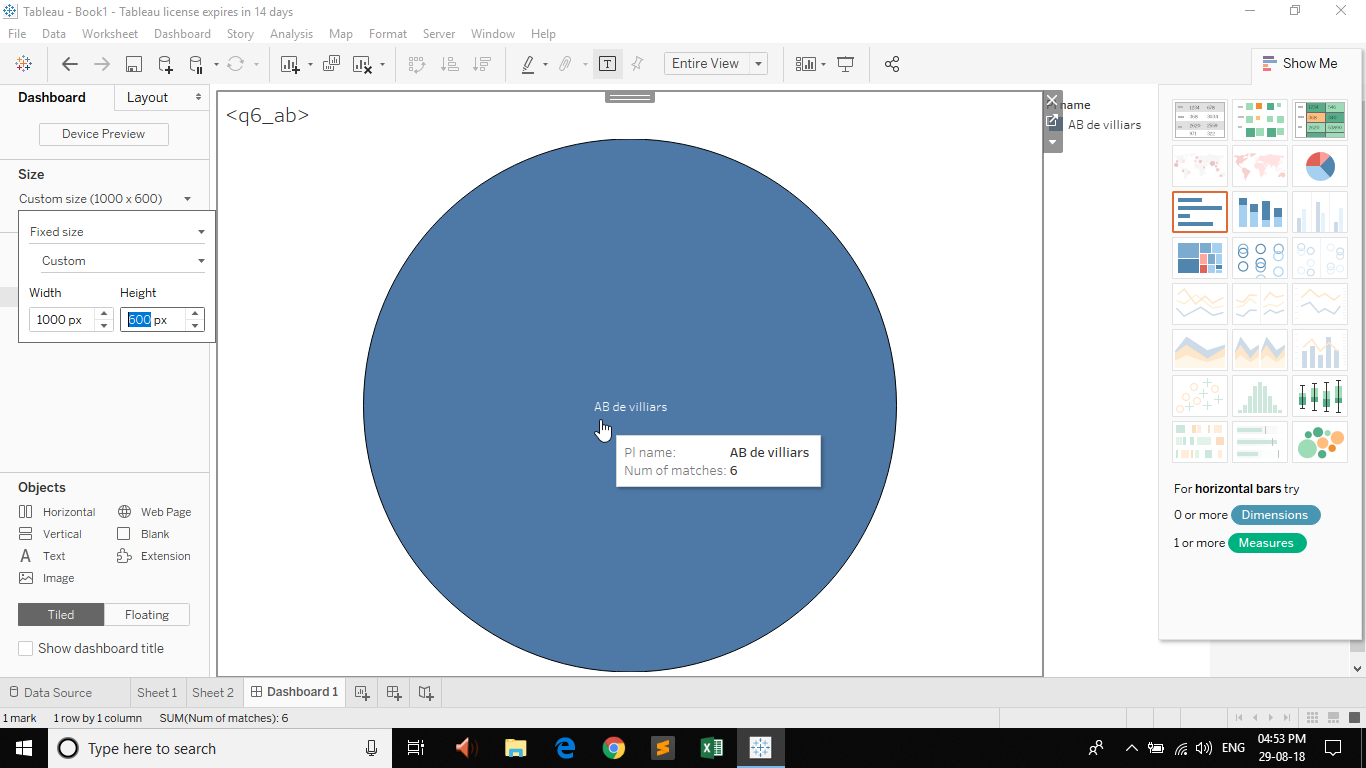 Tableau - Book1 - Tableau license expires in 14 days
File Data Worksheet Dashboard Story Analysis Map Format Server Window Help
Entire View
Show Me
Dashboard Layout
Device Preview
Size
Custom size (1000 x 600)
Fixed size
Custom
Width Height
1000 px 600 px
Objects
Horizontal Web Page
Vertical Blank
Text Extension
Image
Tiled Floating
Show dashboard title
<q6_ab>
AB de villiars
Pl name: AB de villiars
Num of matches: 6
name
AB de villiars
For horizontal bars try
0 or more Dimensions
1 or more Measures
Data Source Sheet 1 Sheet 2 Dashboard 1
1 mark 1 row by 1 column SUM(Num of matches): 6
Type here to search
ENG
04:53 PM
29-08-18